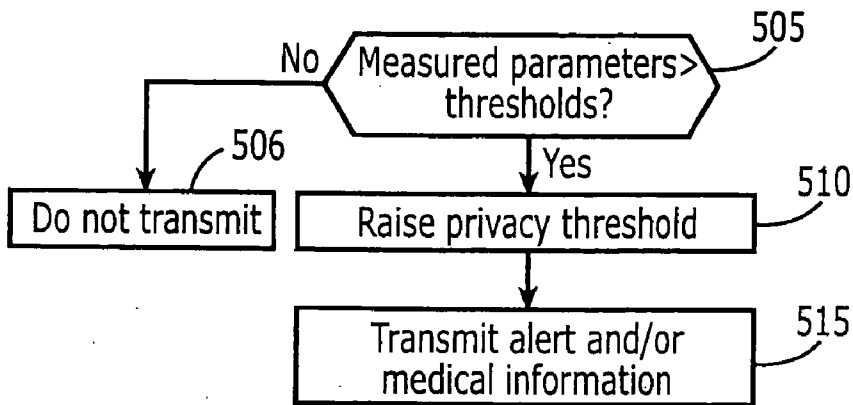 505
Measured parameters>
thresholds?
No
Yes
506
Do not transmit
510
Raise privacy threshold
515
Transmit alert and/or
medical information